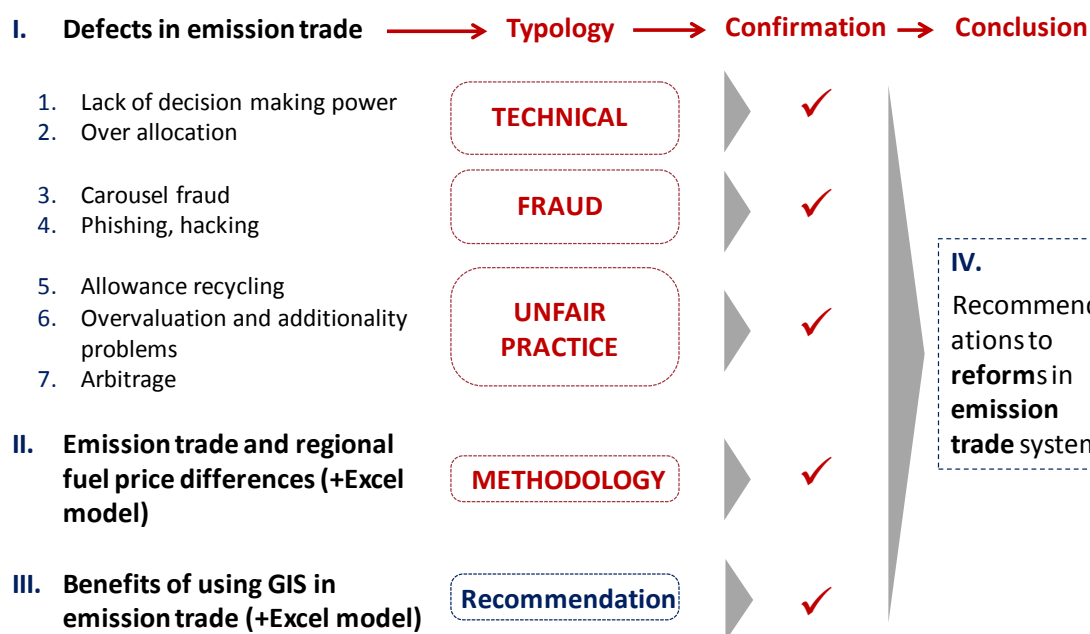 I. Defects in emission trade Typology Confirmation Conclusion
1. Lack of decision making power
2. Over allocation
TECHNICAL
3. Carousel fraud
4. Phishing, hacking
FRAUD
5. Allowance recycling
6. Overvaluation and additionality
problems
7. Arbitrage
UNFAIR
PRACTICE
II. Emission trade and regional
fuel price differences (+Excel
model)
METHODOLOGY
III. Benefits of using GIS in
emission trade (+Excel model)
Recommendation
IV.
Recommend
ations to
reforms in
emission
trade system